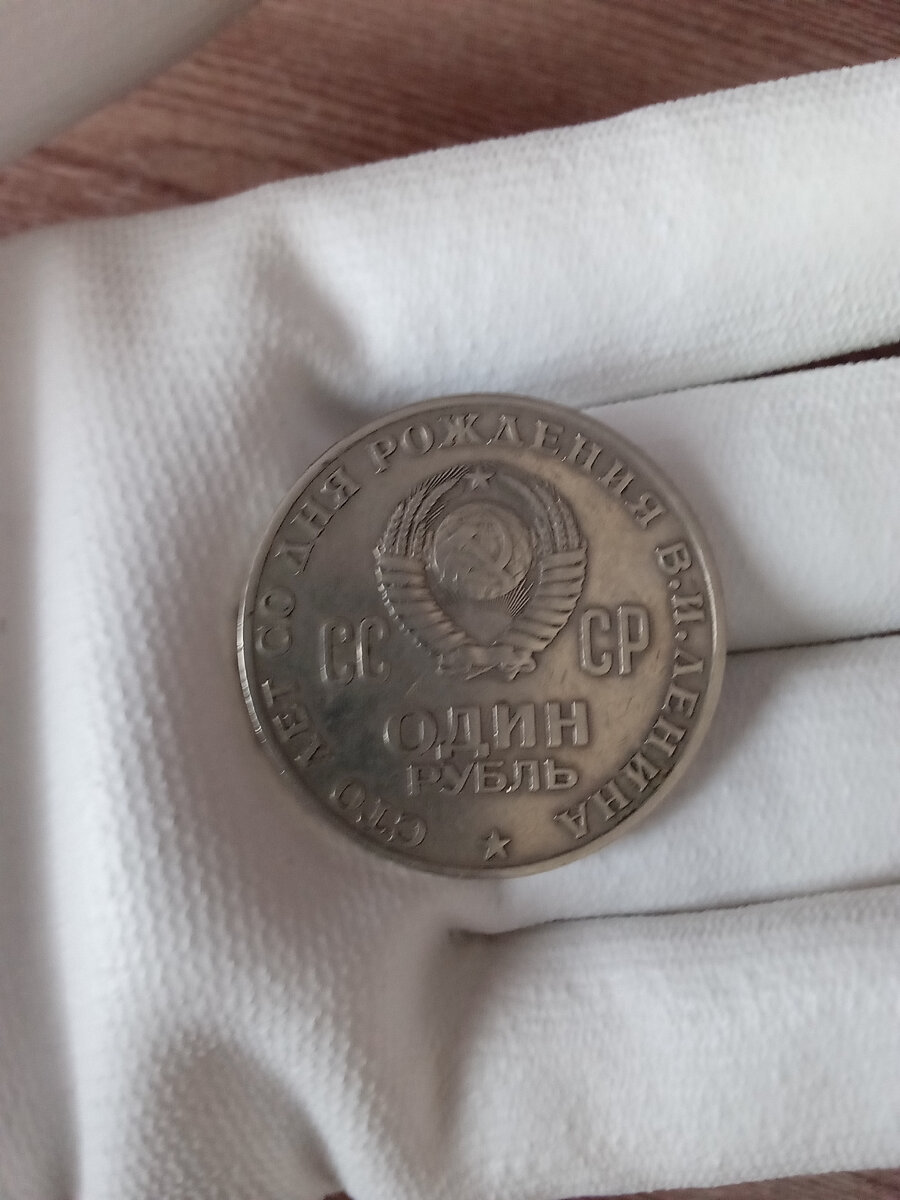 СТО ЛЕТ СО ДНЯ РОЖДЕНИЯ В.И.ЛЕНИНА
СС СР
ОДИН
РУБЛЬ